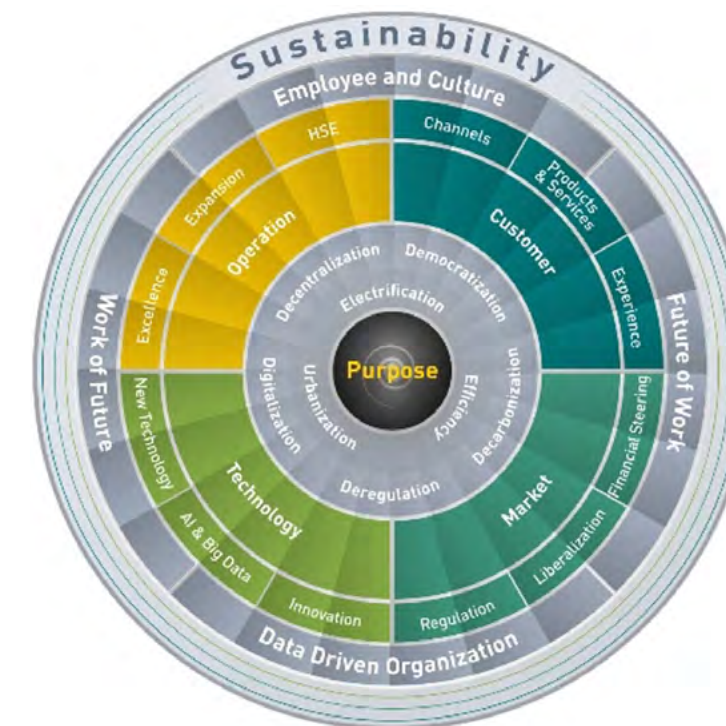 Sustainability
Employee and Culture
HSE
Channels
Expansion
Products
& Services
Operation
Customer
Excellence
Experience
Decentralization
Democratization
Electrification
Work of Future
Future of Work
Purpose
Digitalization
Urbanization
Efficiency
Decarbonization
New Technology
Financial Steering
Deregulation
Technology
Market
AI & Big Data
Liberalization
Innovation
Regulation
Data Driven Organization